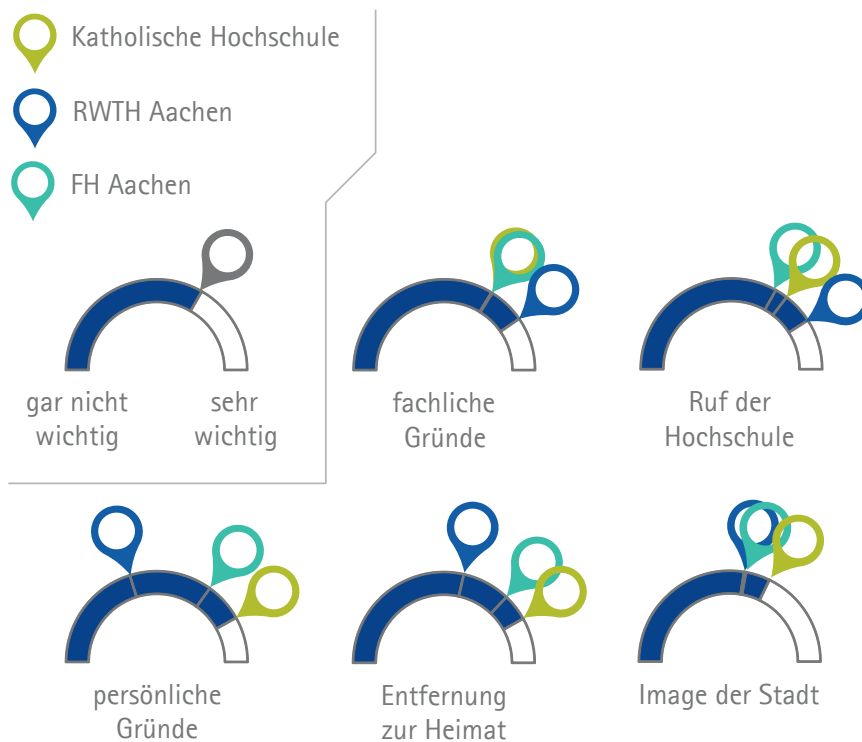 Katholische Hochschule
RWTH Aachen
FH Aachen
gar nicht
wichtig
sehr
wichtig
fachliche
Gründe
Ruf der
Hochschule
persönliche
Gründe
Entfernung
zur Heimat
Image der Stadt